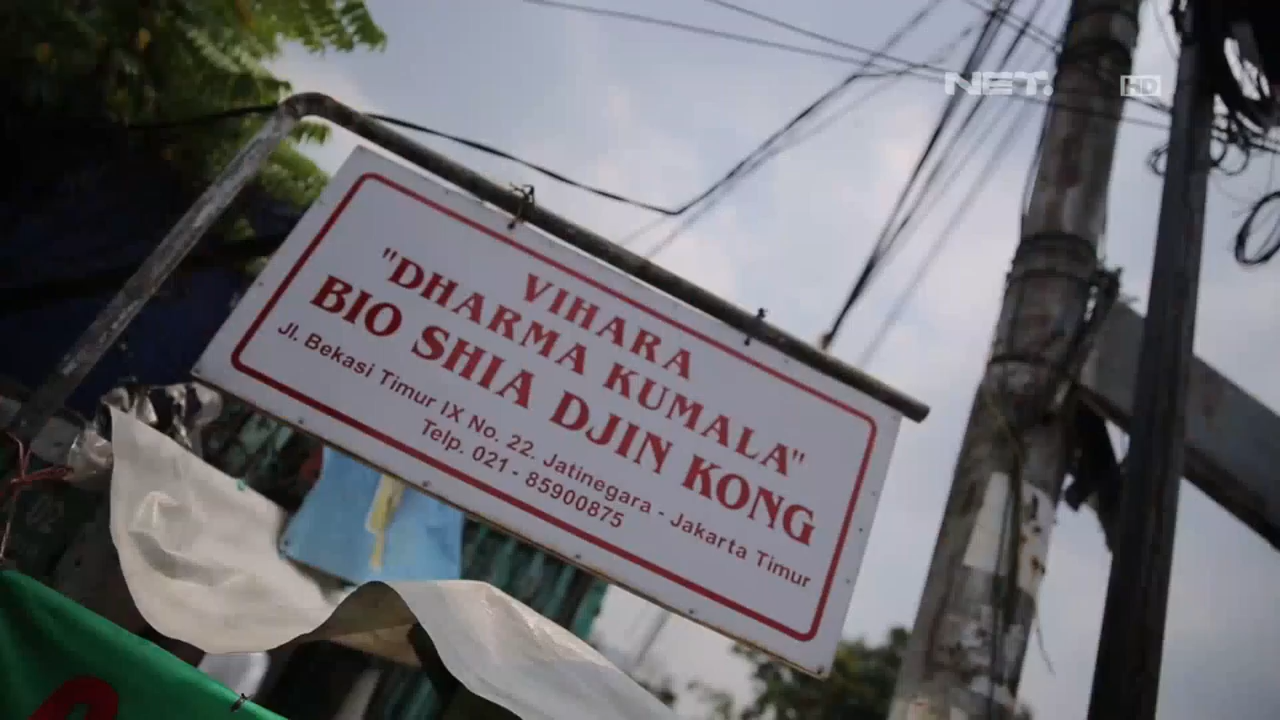 NET.
HD
VIHARA
"DHARMA KUMALA"
BIO SHIA DJIN KONG
Jl. Bekasi Timur IX No. 22. Jatinegara - Jakarta Timur
Telp. 021 - 85900875